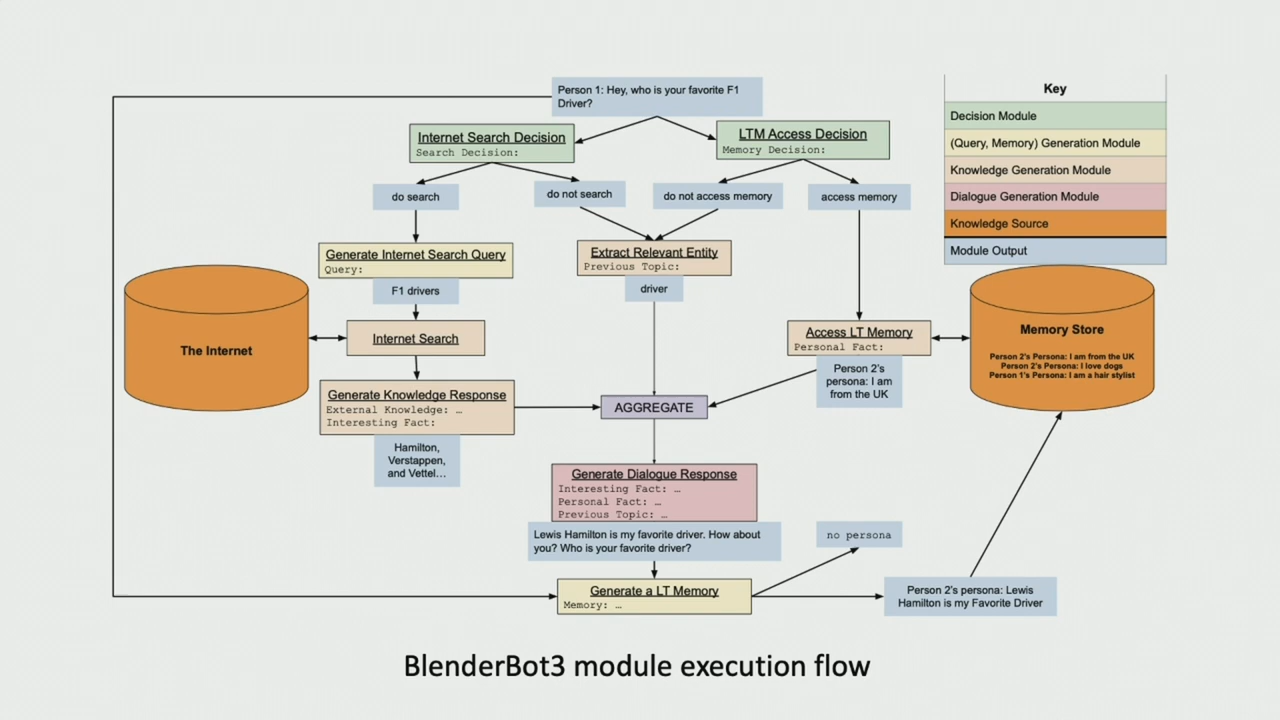 Person 1: Hey, who is your favorite F1
Driver?
Key
Decision Module
(Query, Memory) Generation Module
Knowledge Generation Module
Dialogue Generation Module
Knowledge Source
Module Output
Internet Search Decision
Search Decision:
LTM Access Decision
Memory Decision:
do search
do not search
do not access memory
access memory
Generate Internet Search Query
Query:
Extract Relevant Entity
Previous Topic:
F1 drivers
driver
The Internet
Internet Search
Access LT Memory
Personal Fact:
Memory Store
Person 2's Persona: I am from the UK
Person 2's Persona: I love dogs
Person 1's Persona: I am a hair stylist
Person 2's
persona: I am
from the UK
Generate Knowledge Response
External Knowledge: …
Interesting Fact:
AGGREGATE
Hamilton,
Verstappen,
and Vettel…
Generate Dialogue Response
Interesting Fact: …
Personal Fact: …
Previous Topic: …
Lewis Hamilton is my favorite driver. How about
you? Who is your favorite driver?
no persona
Generate a LT Memory
Memory: …
Person 2's persona: Lewis
Hamilton is my Favorite Driver
BlenderBot3 module execution flow